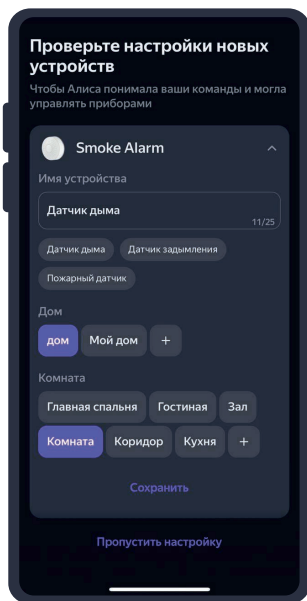 Проверьте настройки новых
устройств
Чтобы Алиса понимала ваши команды и могла
управлять приборами
Smoke Alarm
Имя устройства
Датчик дыма
11/25
Датчик дыма Датчик задымления
Пожарный датчик
Дом
дом Мой дом +
Комната
Главная спальня Гостиная Зал
Комната Коридор Кухня +
Сохранить
Пропустить настройку